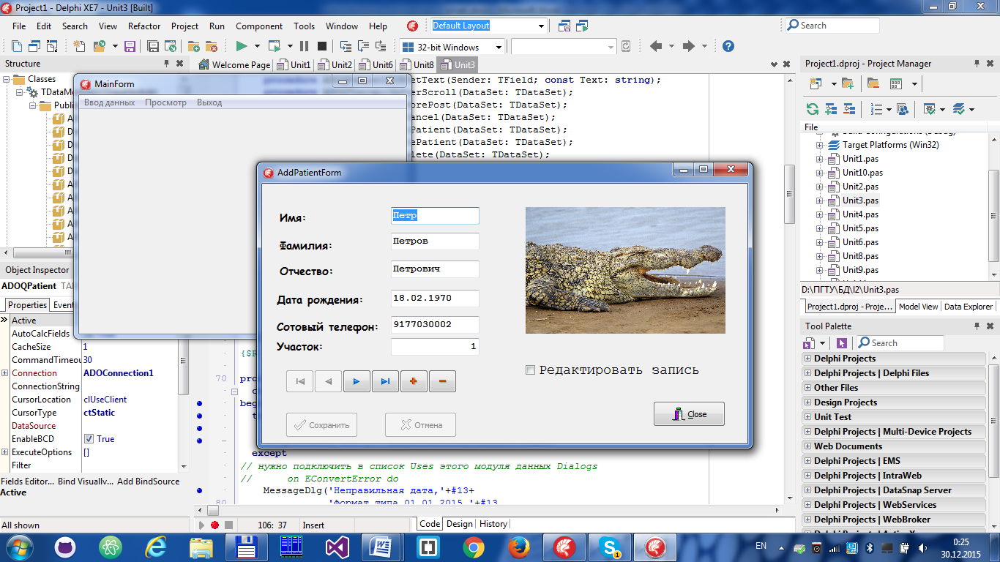 Project1 - Delphi XE7 - Unit3 [Built]
File Edit Search View Refactor Project Run Component Tools Window Help
Default Layout
Search
32-bit Windows
Structure
Welcome Page Unit1 Unit2 Unit6 Unit8 Unit3
Classes
Publi
MainForm
Ввод данных Просмотр Выход
etText(Sender: TField; const Text: string);
erScroll(DataSet: TDataSet);
orePost(DataSet: TDataSet);
ancel(DataSet: TDataSet);
Patient(DataSet: TDataSet);
ePatient(DataSet: TDataSet);
lete(DataSet: TDataSet);
AddPatientForm
Имя: Петр
Фамилия: Петров
Отчество: Петрович
Дата рождения: 18.02.1970
Сотовый телефон: 9177030002
Участок: 1
Редактировать запись
Сохранить Отмена
Close
Object Inspector
ADOQPatient
Properties Event
Active
AutoCalcFields
CacheSize 1
CommandTimeou 30
Connection ADOConnection1
ConnectionString
CursorLocation clUseClient
CursorType ctStatic
DataSource
EnableBCD True
ExecuteOptions []
Filter
Fields Editor... Bind Visually... Add BindSource
Active
All shown
70
beg
except
// нужно подключить в список Uses этого модуля данных Dialogs
// on EConvertError do
MessageDlg('Неправильная дата,'+#13+
80 'формат типа 01.01.2015 '+#13
106: 37 Insert
Code Design History
Project1.dproj - Project Manager
File
Build Configurations (Debug)
Target Platforms (Win32)
Unit1.pas
Unit10.pas
Unit2.pas
Unit3.pas
Unit4.pas
Unit5.pas
Unit6.pas
Unit8.pas
Unit9.pas
D:\ПГТУ\БД\l2\Unit3.pas
Project1.dproj - Proje... Model View Data Explorer
Tool Palette
Search
Delphi Projects
Delphi Projects | Delphi Files
Other Files
Design Projects
Unit Test
Delphi Projects | Multi-Device Projects
Web Documents
Delphi Projects | EMS
Delphi Projects | IntraWeb
Delphi Projects | DataSnap Server
Delphi Projects | WebServices
Delphi Projects | WebBroker
EN
0:25
30.12.2015